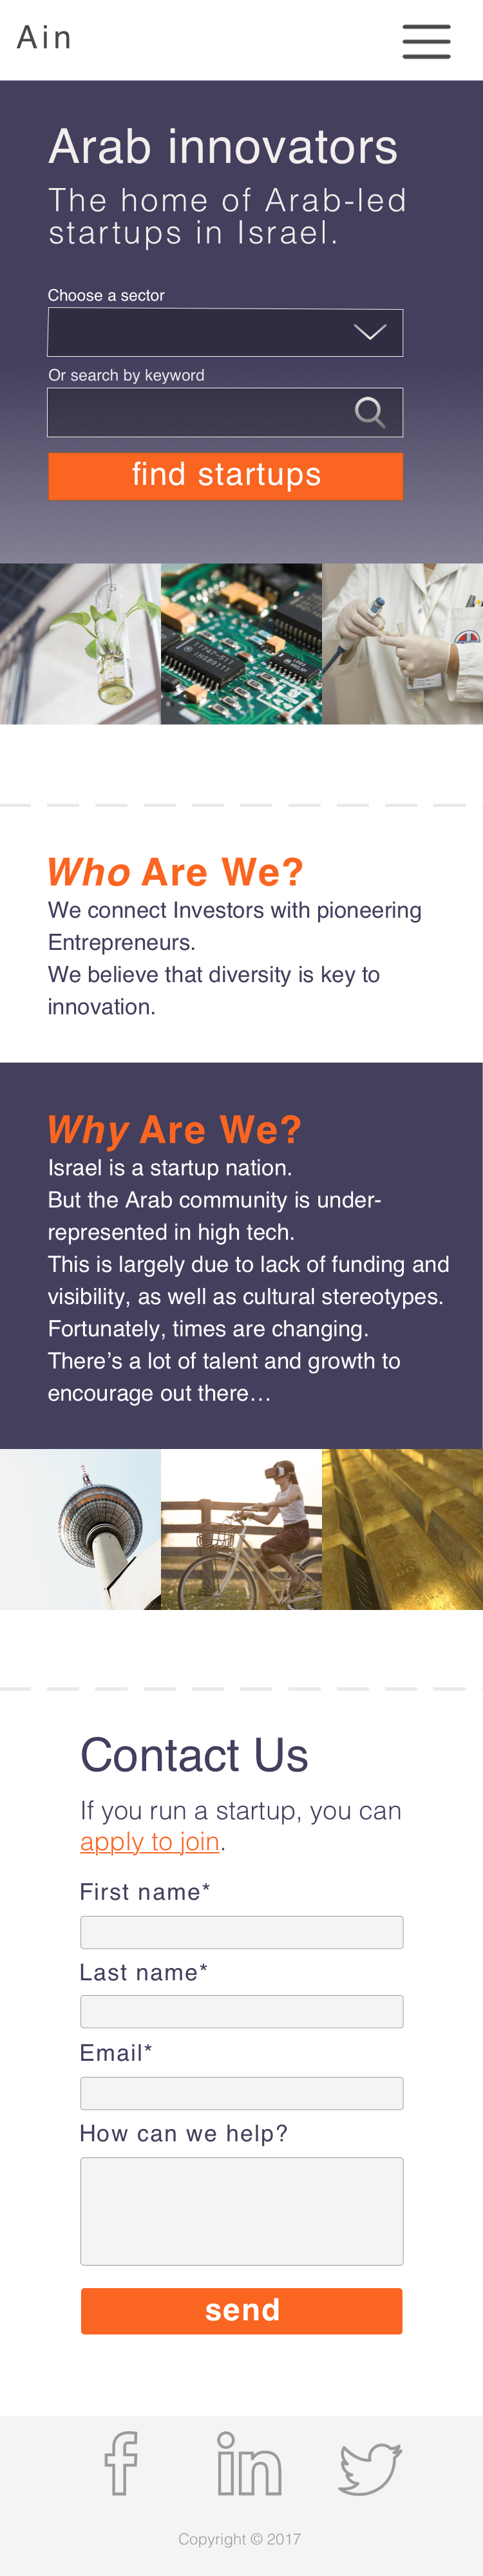 Ain
Arab innovators
The home of Arab-led
startups in Israel.
Choose a sector
Or search by keyword
find startups
Who Are We?
We connect Investors with pioneering
Entrepreneurs.
We believe that diversity is key to
innovation.
Why Are We?
Israel is a startup nation.
But the Arab community is under-
represented in high tech.
This is largely due to lack of funding and
visibility, as well as cultural stereotypes.
Fortunately, times are changing.
There’s a lot of talent and growth to
encourage out there…
Contact Us
If you run a startup, you can
apply to join.
First name*
Last name*
Email*
How can we help?
send
Copyright © 2017